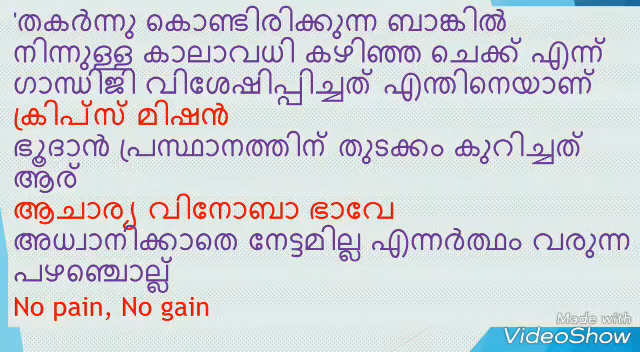 'തകർന്നു കൊണ്ടിരിക്കുന്ന ബാങ്കിൽ
നിന്നുള്ള കാലാവധി കഴിഞ്ഞ ചെക്ക് എന്ന്
ഗാന്ധിജി വിശേഷിപ്പിച്ചത് എന്തിനെയാണ്
ക്രിപ്സ് മിഷൻ
ഭൂദാൻ പ്രസ്ഥാനത്തിന് തുടക്കം കുറിച്ചത്
ആര്
ആചാര്യ വിനോബാ ഭാവേ
അധ്വാനിക്കാതെ നേട്ടമില്ല എന്നർത്ഥം വരുന്ന
പഴഞ്ചൊല്ല്
No pain, No gain
Made with
VideoShow